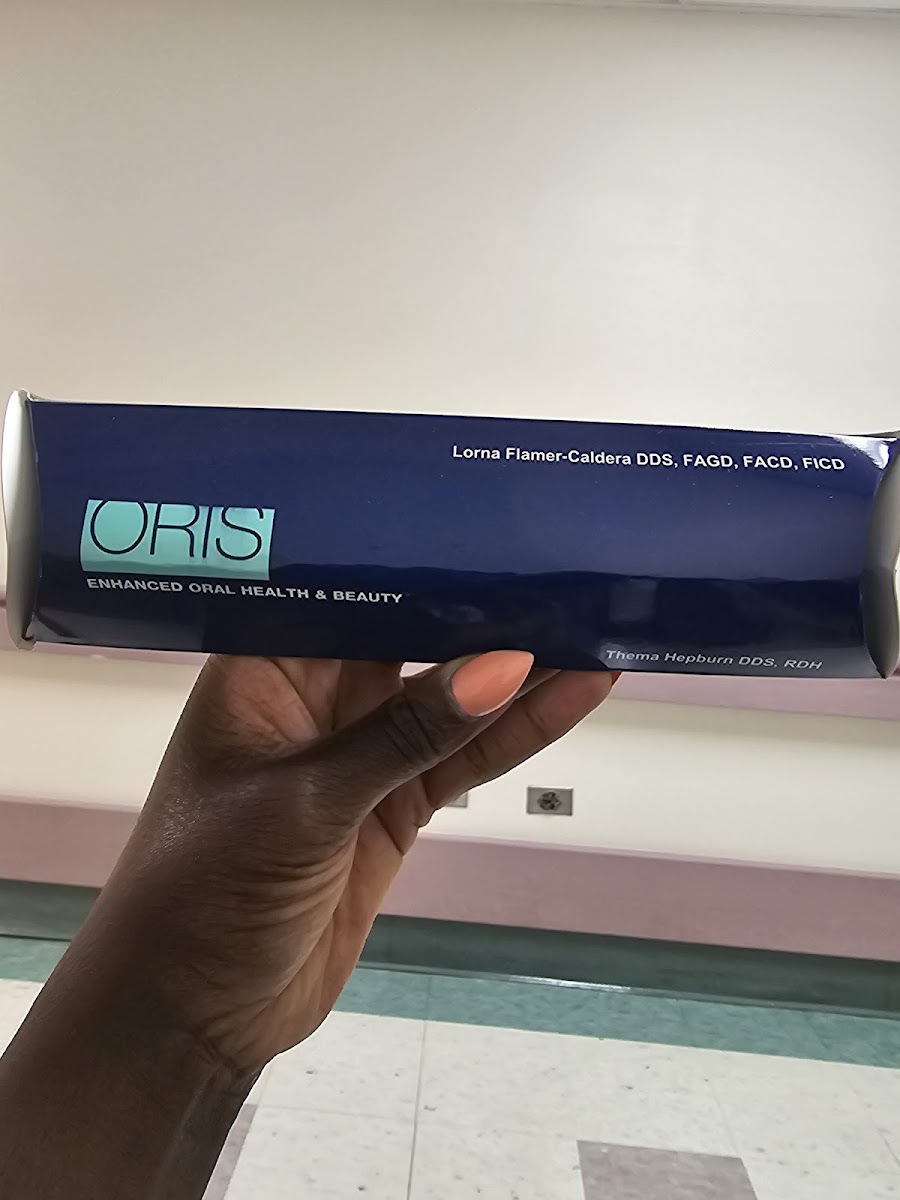 Lorna Flamer-Caldera DDS, FAGD, FACD, FICD
ORIS
ENHANCED ORAL HEALTH & BEAUTY
Thema Hepburn DDS, RDH